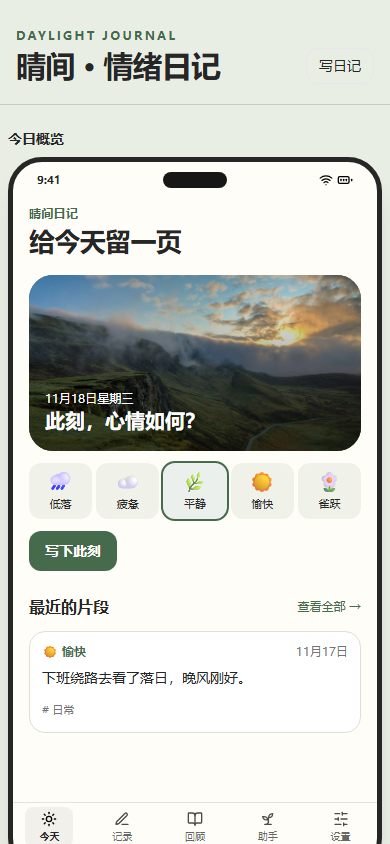 DAYLIGHT JOURNAL
晴间 • 情绪日记
写日记
今日概览
9:41
晴间日记
给今天留一页
11月18日星期三
此刻，心情如何？
低落
疲惫
平静
愉快
雀跃
写下此刻
最近的片段
查看全部 →
愉快
11月17日
下班绕路去看了落日，晚风刚好。
# 日常
今天
记录
回顾
助手
设置